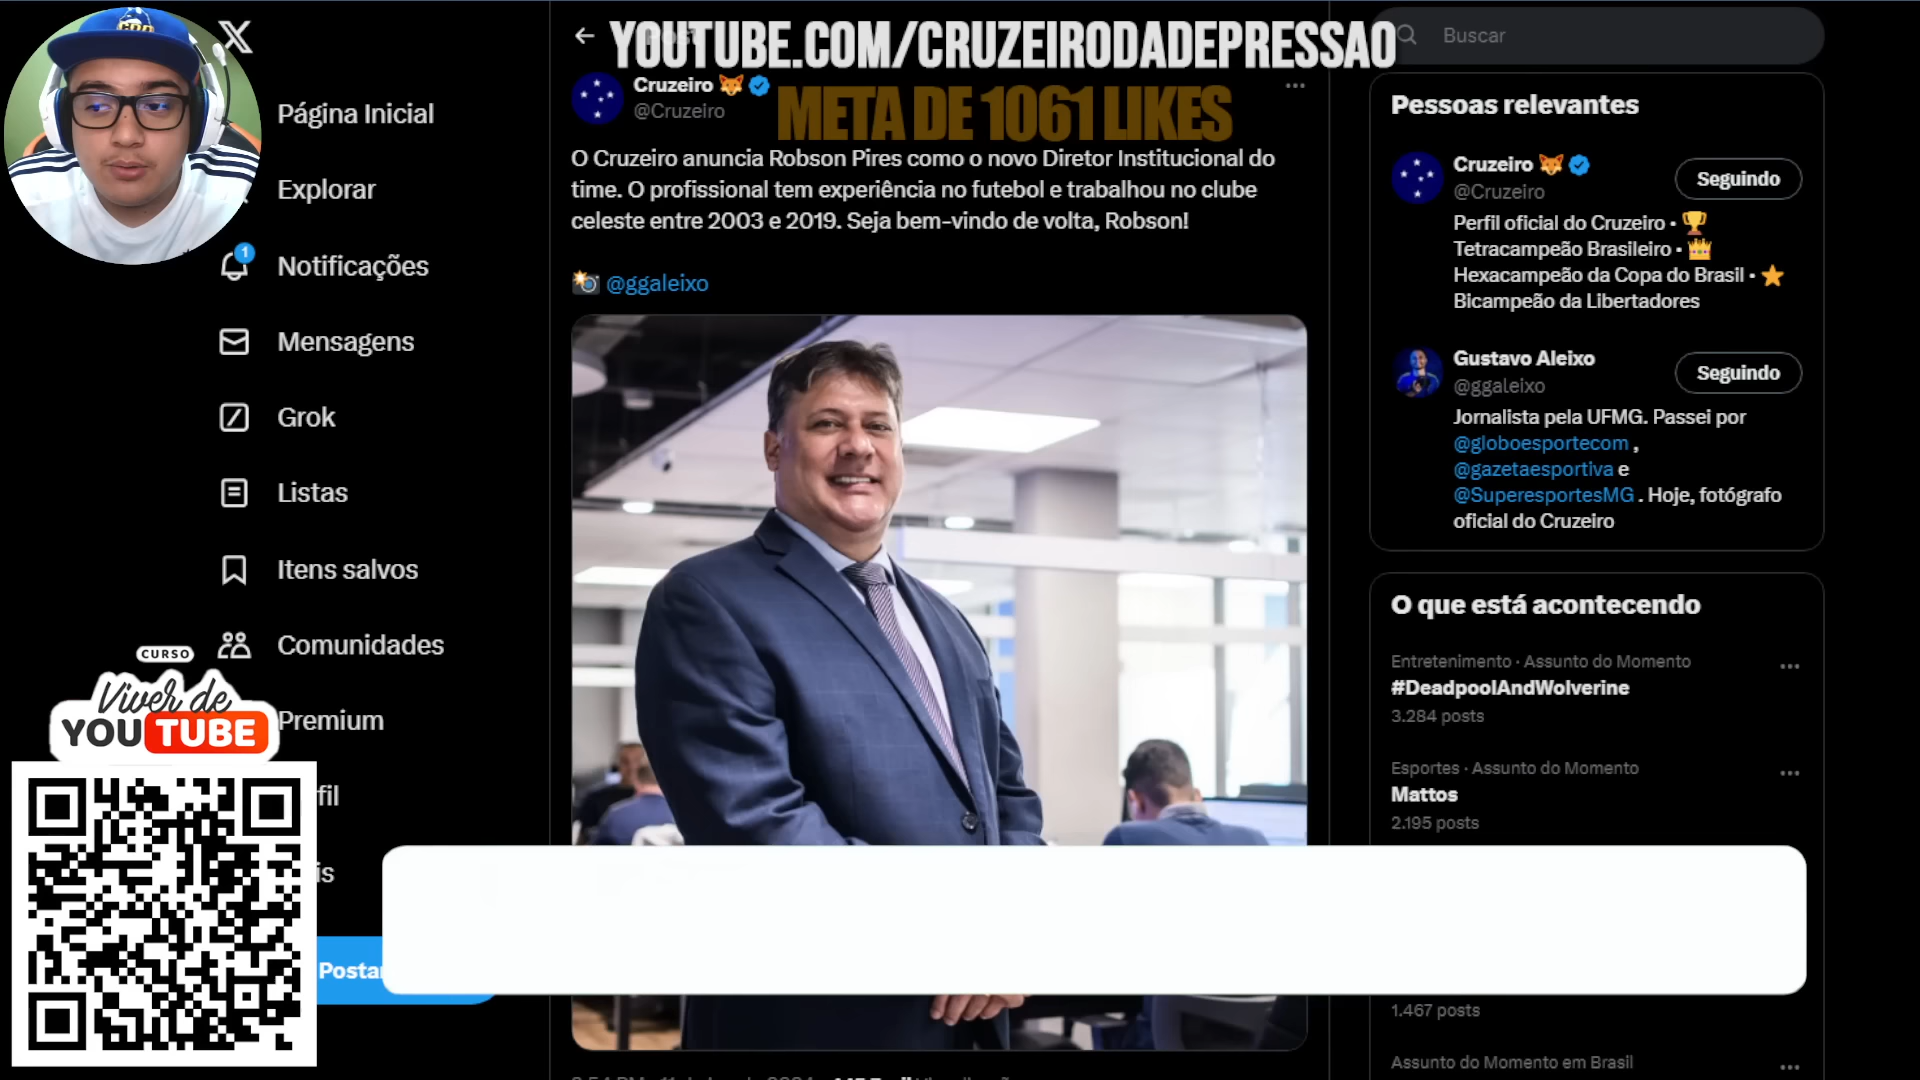 YOUTUBE.COM/CRUZEIRODADEPRESSAO
META DE 1061 LIKES
Página Inicial
Explorar
1
Notificações
Mensagens
Grok
Listas
Itens salvos
Comunidades
Premium
fil
is
Postar
CURSO
Viver de
YOUTUBE
Cruzeiro
@Cruzeiro
O Cruzeiro anuncia Robson Pires como o novo Diretor Institucional do
time. O profissional tem experiência no futebol e trabalhou no clube
celeste entre 2003 e 2019. Seja bem-vindo de volta, Robson!
@ggaleixo
Buscar
Pessoas relevantes
Cruzeiro
@Cruzeiro
Seguindo
Perfil oficial do Cruzeiro •
Tetracampeão Brasileiro •
Hexacampeão da Copa do Brasil •
Bicampeão da Libertadores
Gustavo Aleixo
@ggaleixo
Seguindo
Jornalista pela UFMG. Passei por
@globoesportecom ,
@gazetaesportiva e
@SuperesportesMG . Hoje, fotógrafo
oficial do Cruzeiro
O que está acontecendo
Entretenimento · Assunto do Momento
#DeadpoolAndWolverine
3.284 posts
Esportes · Assunto do Momento
Mattos
2.195 posts
1.467 posts
Assunto do Momento em Brasil